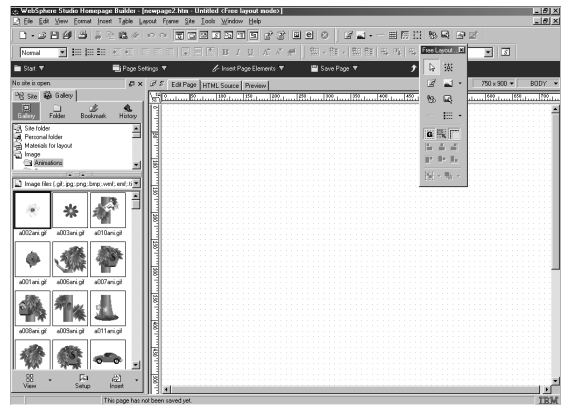 WebSphere Studio Homepage Builder - [newpage2.htm - Untitled <Free layout mode>]
File Edit View Format Insert Table Layout Frame Site Tools Window Help
Normal
Free Layout...
Start
Page Settings
Insert Page Elements
Save Page
No site is open.
Edit Page HTML Source Preview
750 x 900
BODY:
Site Gallery
Gallery Folder Bookmark History
Site folder
Personal folder
Materials for layout
Image
Animations
Image files (.gif;.jpg;.png;.bmp;.wmf;.emf;.ti
a002ani.gif a003ani.gif a010ani.gif
a001ani.gif a006ani.gif a007ani.gif
a008ani.gif a009ani.gif a011ani.gif
View Setup Insert
This page has not been saved yet.
IBM